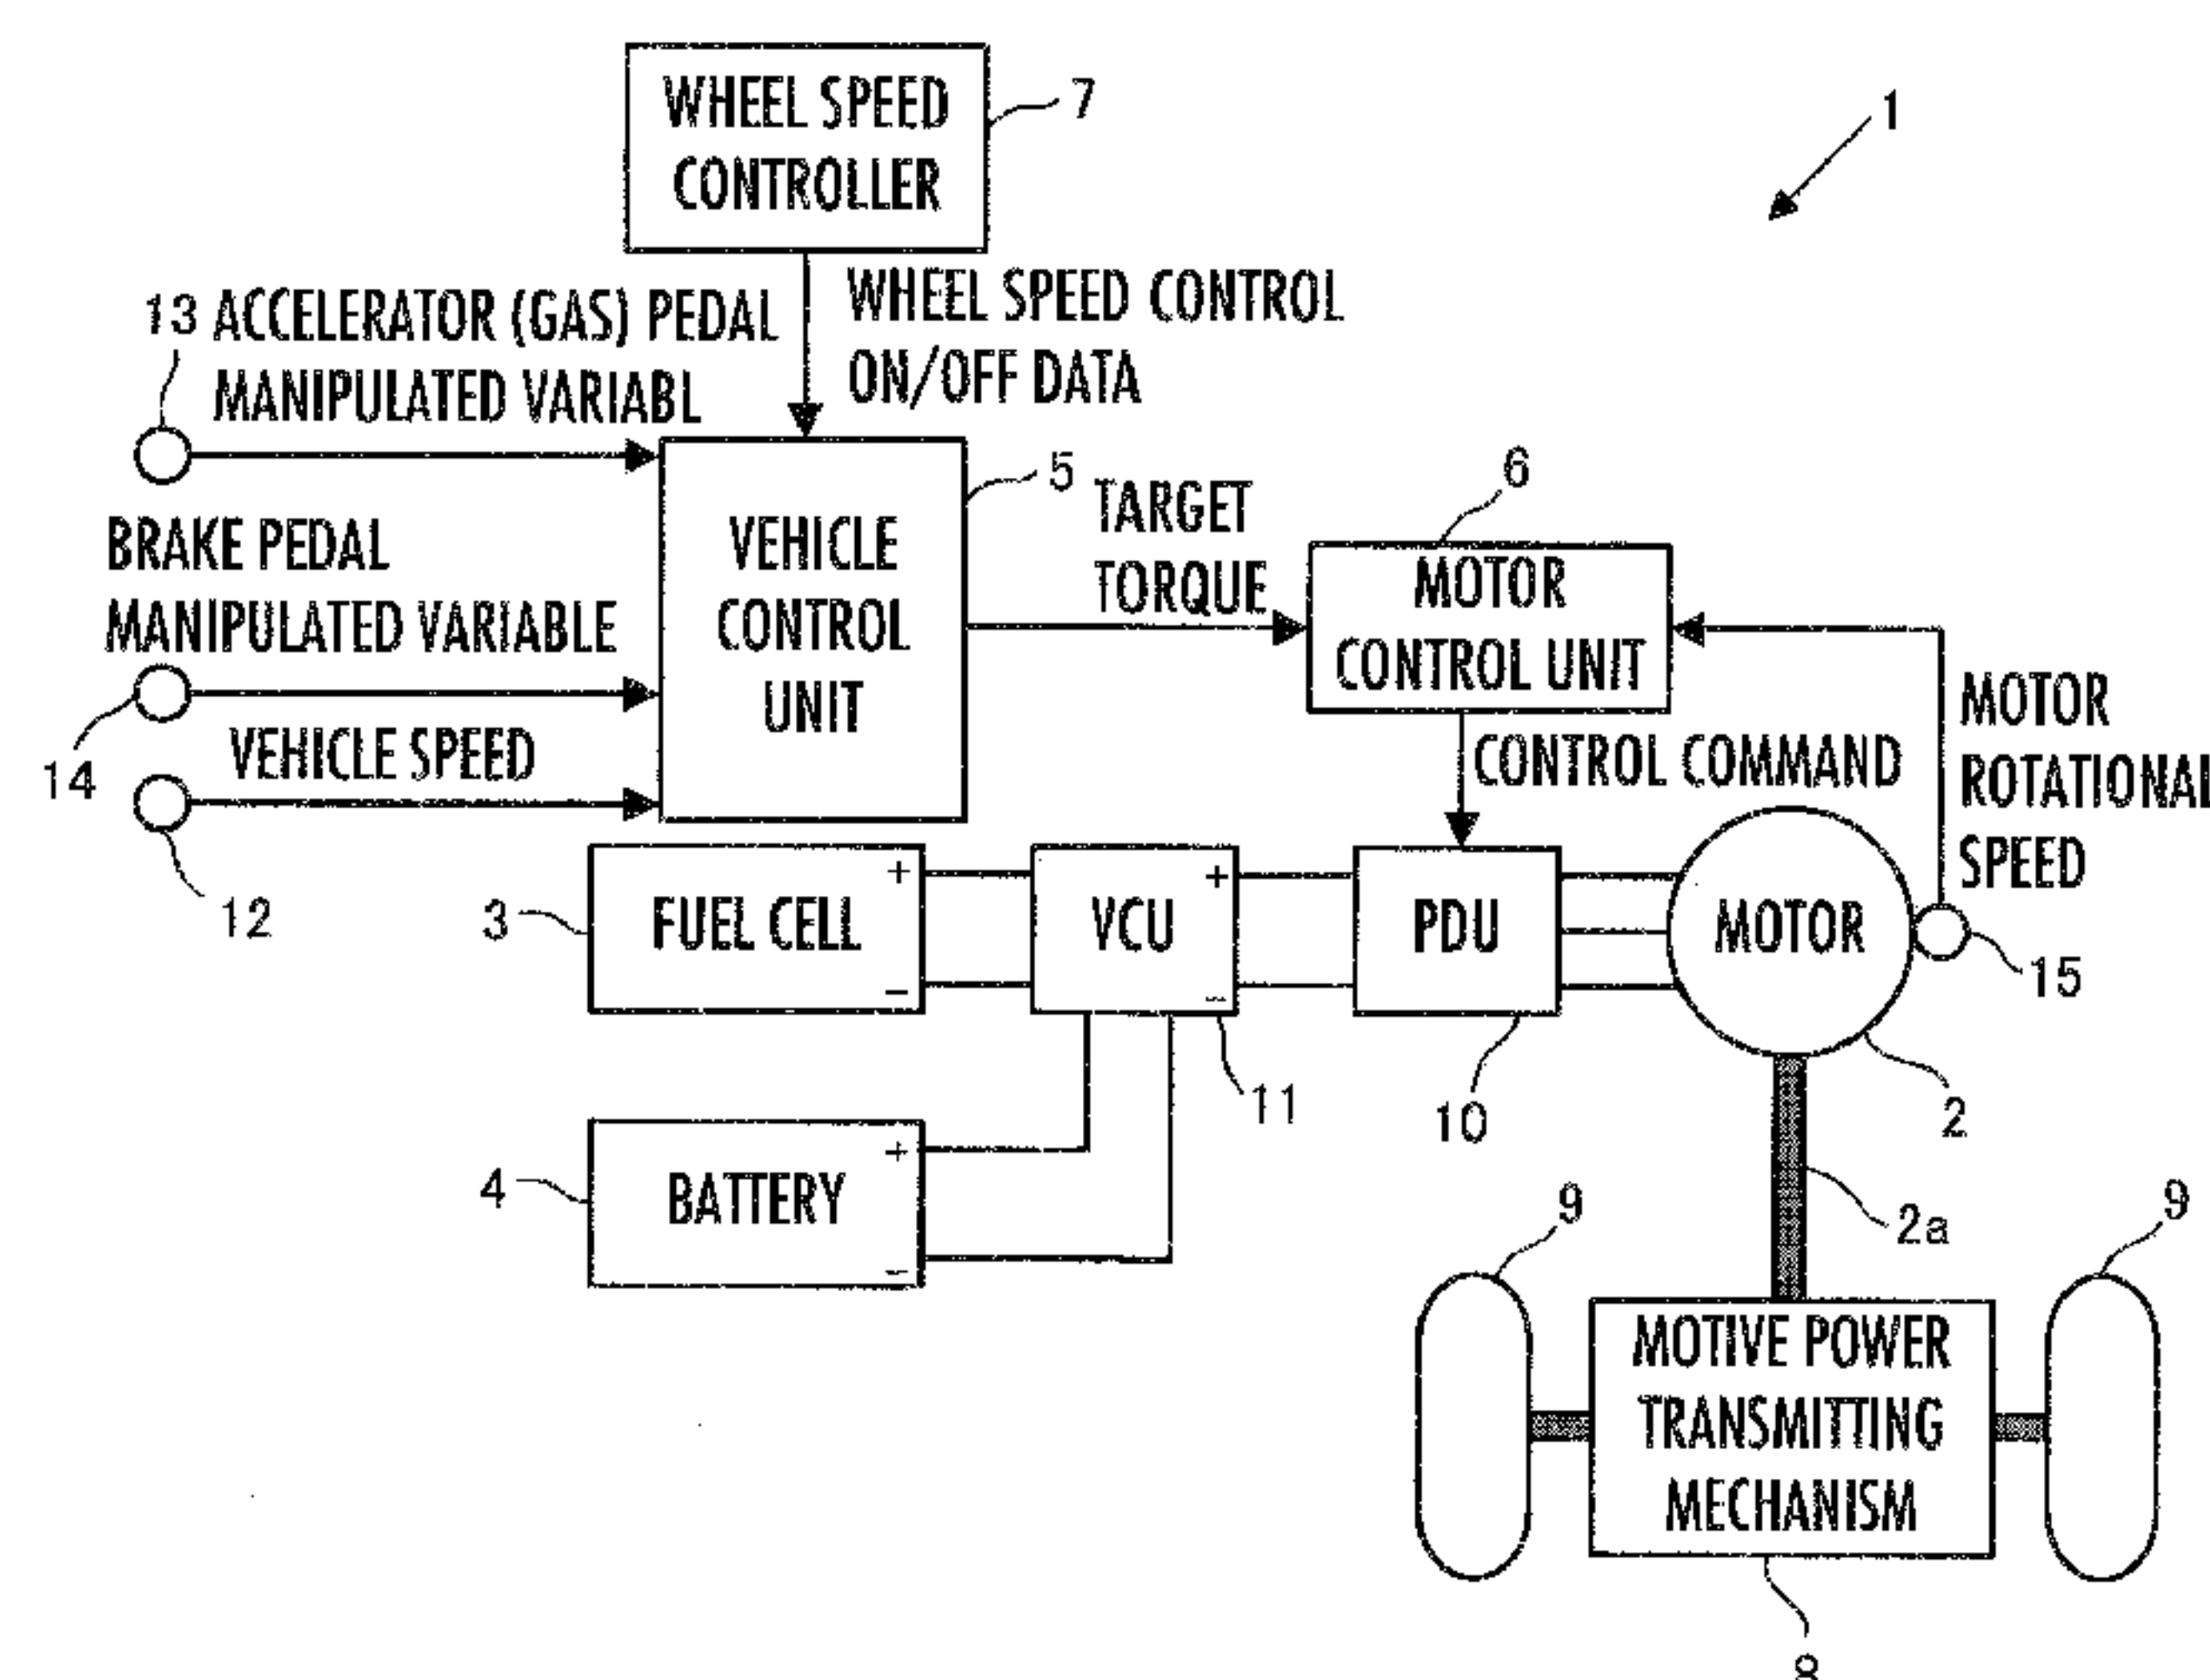 WHEEL SPEED
CONTROLLER
7
1
13 ACCELERATOR (GAS) PEDAL
MANIPULATED VARIABL
WHEEL SPEED CONTROL
ON/OFF DATA
BRAKE PEDAL
MANIPULATED VARIABLE
14
VEHICLE SPEED
12
VEHICLE
CONTROL
UNIT
5
TARGET
TORQUE
6
MOTOR
CONTROL UNIT
CONTROL COMMAND
MOTOR
ROTATIONAL
SPEED
3
FUEL CELL
+
−
VCU
+
−
11
PDU
10
MOTOR
15
2
4
BATTERY
+
−
2a
9
9
MOTIVE POWER
TRANSMITTING
MECHANISM
8